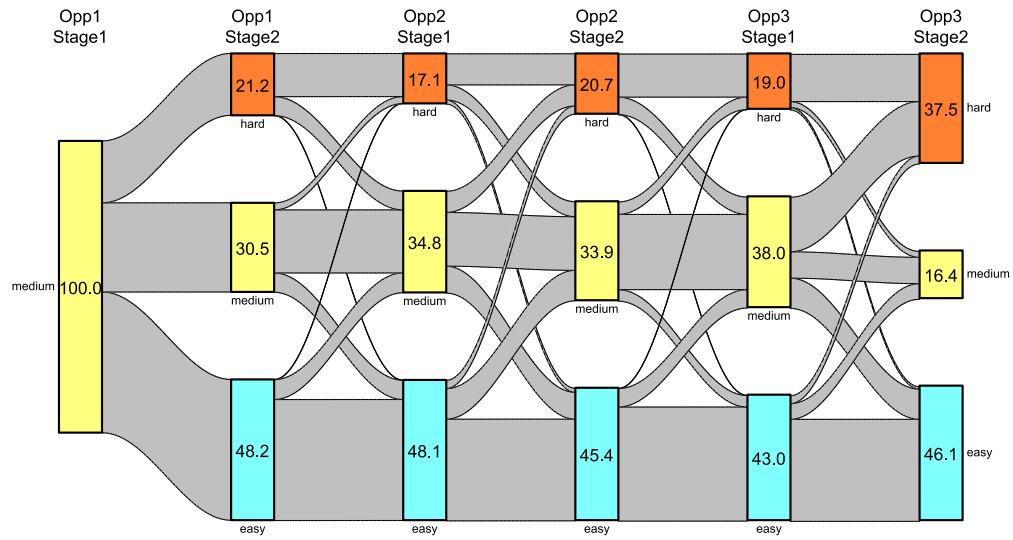 Opp1 Opp1 Opp2 Opp2 Opp3 Opp3
Stage1 Stage2 Stage1 Stage2 Stage1 Stage2
21.2 17.1 20.7 19.0 37.5 hard
hard hard hard hard
medium 100.0 30.5 34.8 33.9 38.0 16.4 medium
medium medium medium medium
48.2 48.1 45.4 43.0 46.1 easy
easy easy easy easy